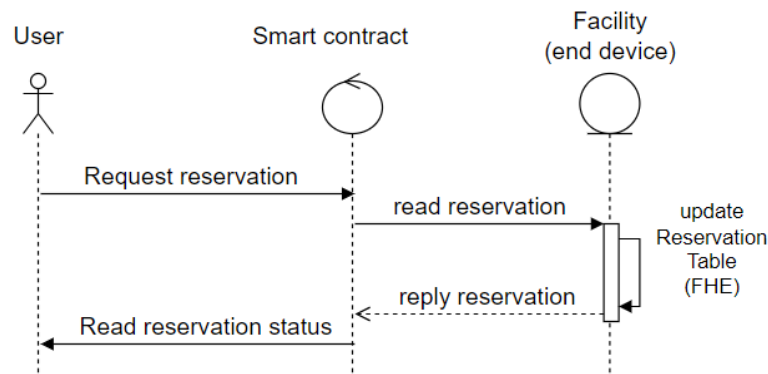 User
Smart contract
Facility
(end device)
Request reservation
read reservation
update
Reservation
Table
(FHE)
reply reservation
Read reservation status